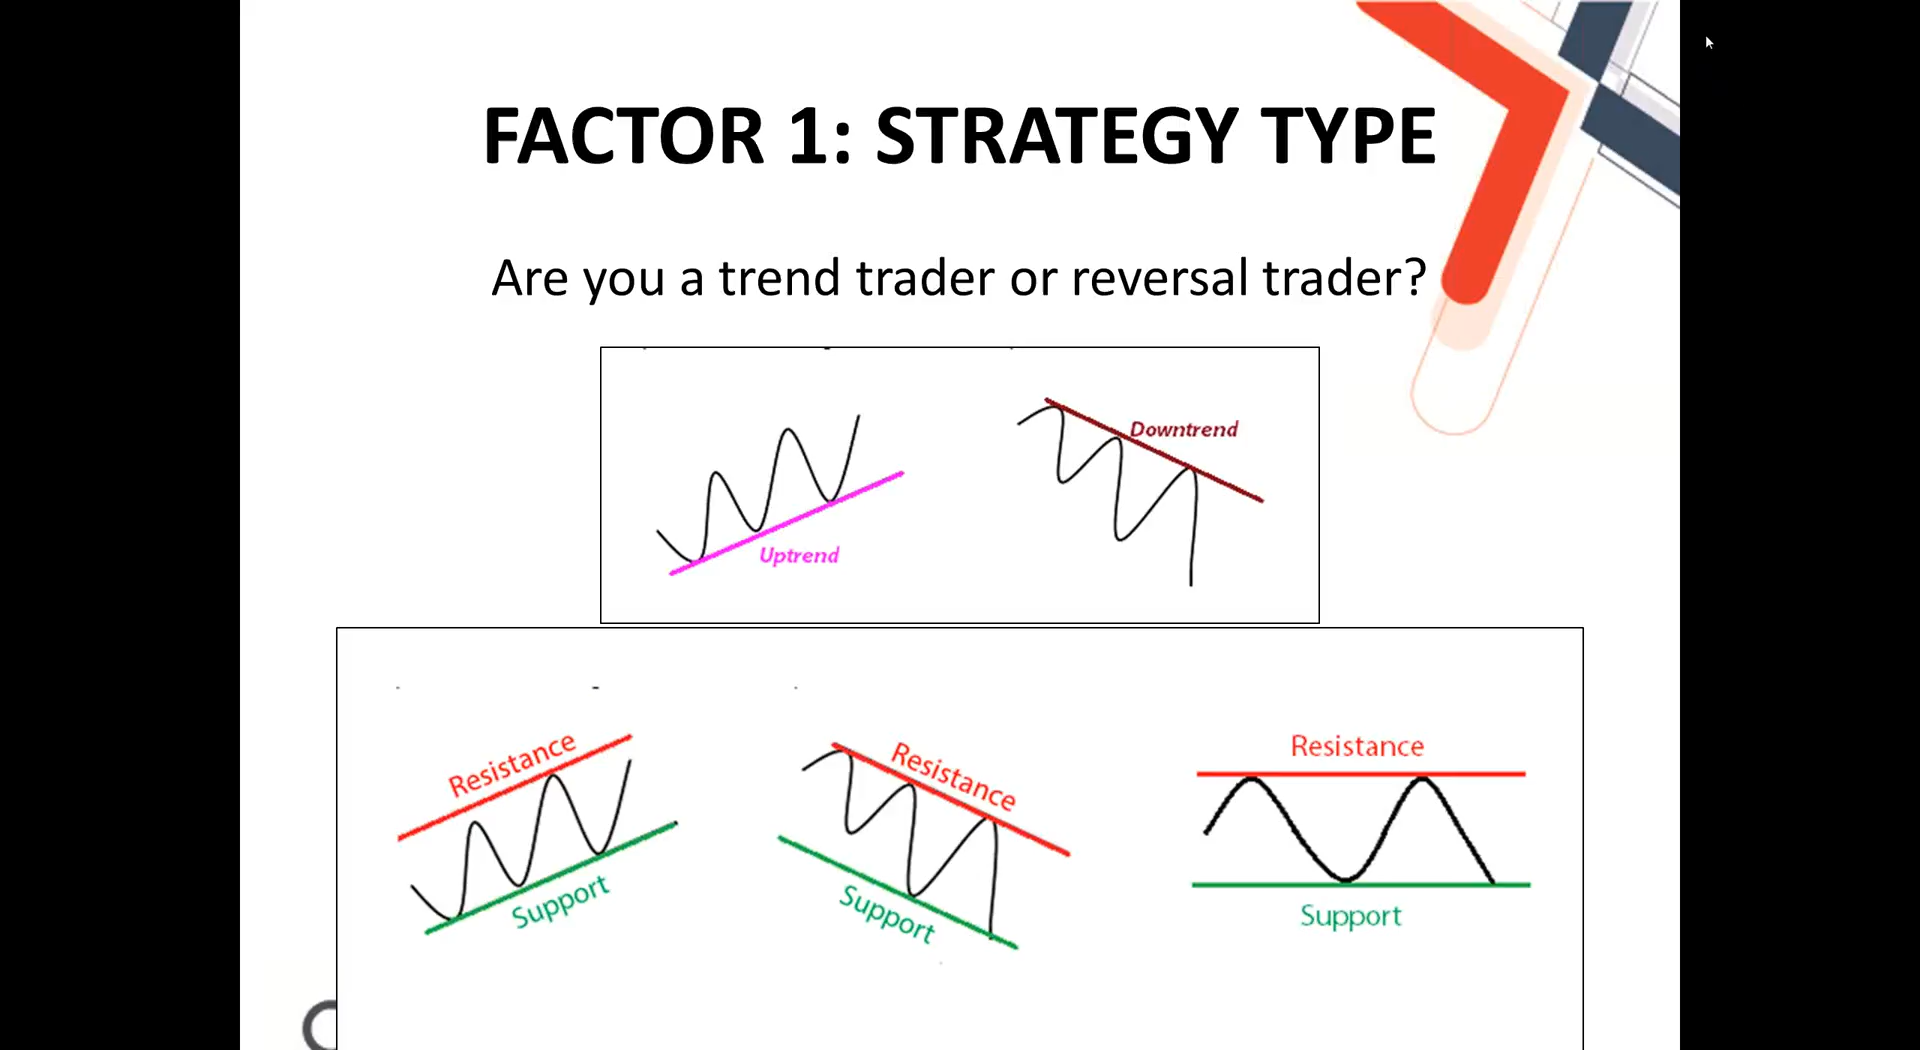 FACTOR 1: STRATEGY TYPE
Are you a trend trader or reversal trader?
Downtrend
Uptrend
Resistance
Support
Resistance
Support
Resistance
Support